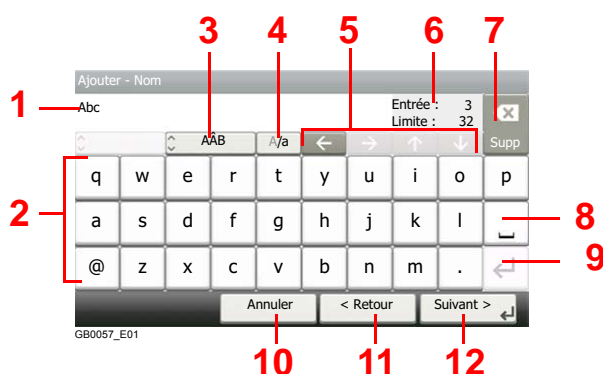 3 4 5 6 7
Ajouter - Nom
1 Abc Entrée : 3
Limite : 32
AÂB A/a Supp
2
q w e r t y u i o p
a s d f g h j k l 8
@ z x c v b n m . 9
Annuler < Retour Suivant >
GB0057_E01
10 11 12